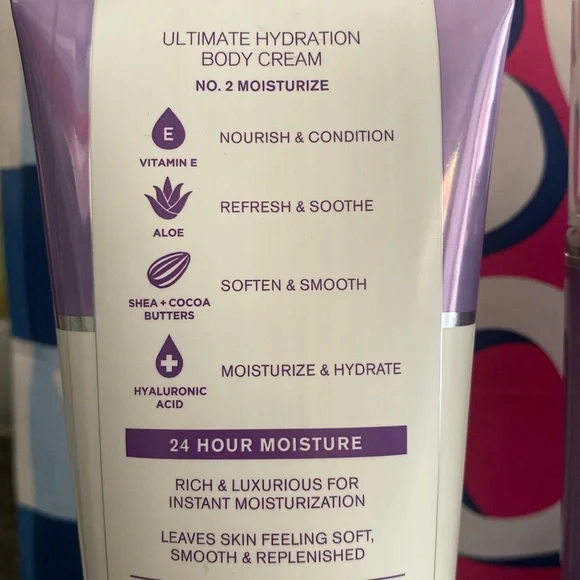 ULTIMATE HYDRATION
BODY CREAM
NO. 2 MOISTURIZE
E
VITAMIN E
NOURISH & CONDITION
ALOE
REFRESH & SOOTHE
SHEA + COCOA
BUTTERS
SOFTEN & SMOOTH
HYALURONIC
ACID
MOISTURIZE & HYDRATE
24 HOUR MOISTURE
RICH & LUXURIOUS FOR
INSTANT MOISTURIZATION
LEAVES SKIN FEELING SOFT,
SMOOTH & REPLENISHED